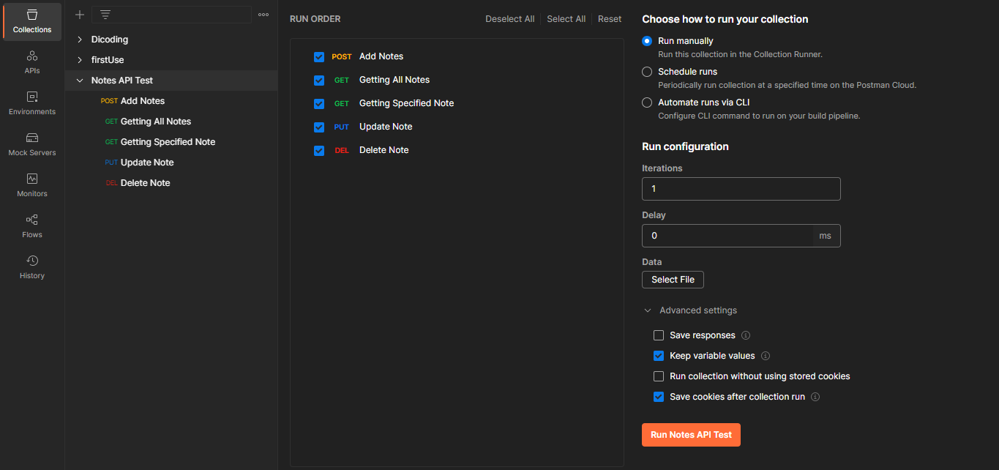 Collections
APIs
Environments
Mock Servers
Monitors
Flows
History
Dicoding
firstUse
Notes API Test
POST Add Notes
GET Getting All Notes
GET Getting Specified Note
PUT Update Note
DEL Delete Note
RUN ORDER
Deselect All Select All Reset
POST Add Notes
GET Getting All Notes
GET Getting Specified Note
PUT Update Note
DEL Delete Note
Choose how to run your collection
Run manually
Run this collection in the Collection Runner.
Schedule runs
Periodically run collection at a specified time on the Postman Cloud.
Automate runs via CLI
Configure CLI command to run on your build pipeline.
Run configuration
Iterations
1
Delay
0 ms
Data
Select File
Advanced settings
Save responses
Keep variable values
Run collection without using stored cookies
Save cookies after collection run
Run Notes API Test